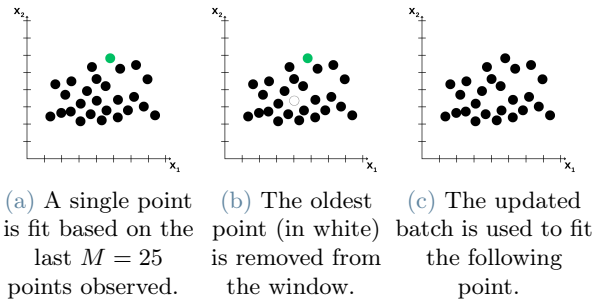 x₂
x₁
x₂
x₁
x₂
x₁
(a) A single point
is fit based on the
last M = 25
points observed.
(b) The oldest
point (in white)
is removed from
the window.
(c) The updated
batch is used to fit
the following
point.